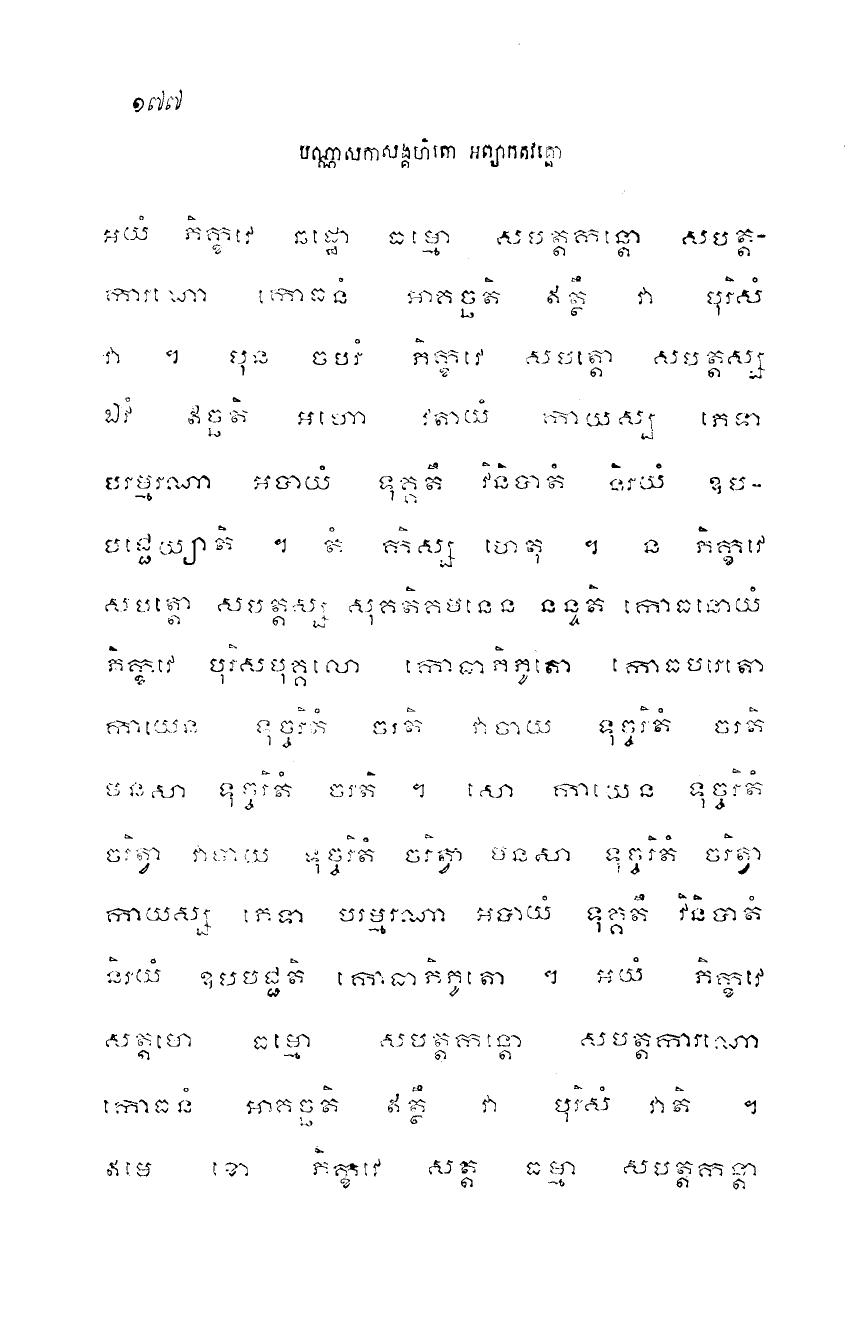 ១៧៧
បណ្ណាសកាសង្គហិតោ អព្យាកតវគ្គោ
អយំ ភិក្ខវេ ឆដ្ឋោ ធម្មោ សបត្តកន្តោ សបត្ត-
ការណោ កោធនំ អាគច្ឆតិ ឥត្ថឹ វា បុរិសំ
វា ។ បុន ចបរំ ភិក្ខវេ សបត្តោ សបត្តស្ស
ឯវំ ឥច្ឆតិ អហោ វតាយំ កាយស្ស ភេទា
បរម្មរណា អបាយំ ទុគ្គតឹ វិនិបាតំ និរយំ ឧប-
បជ្ជេយ្យាតិ ។ តំ កិស្ស ហេតុ ។ ន ភិក្ខវេ
សបត្តោ សបត្តស្ស សុគតិគមនេន នន្ទតិ កោធនោយំ
ភិក្ខវេ បុរិសបុគ្គលោ កោធាភិភូតោ កោធបរេតោ
កាយេន ទុច្ចរិតំ ចរតិ វាចាយ ទុច្ចរិតំ ចរតិ
មនសា ទុច្ចរិតំ ចរតិ ។ សោ កាយេន ទុច្ចរិតំ
ចរិត្វា វាចាយ ទុច្ចរិតំ ចរិត្វា មនសា ទុច្ចរិតំ ចរិត្វា
កាយស្ស ភេទា បរម្មរណា អបាយំ ទុគ្គតឹ វិនិបាតំ
និរយំ ឧបបជ្ជតិ កោធាភិភូតោ ។ អយំ ភិក្ខវេ
សត្តមោ ធម្មោ សបត្តកន្តោ សបត្តការណោ
កោធនំ អាគច្ឆតិ ឥត្ថឹ វា បុរិសំ វាតិ ។
ឥមេ ខោ ភិក្ខវេ សត្ត ធម្មា សបត្តកន្តា